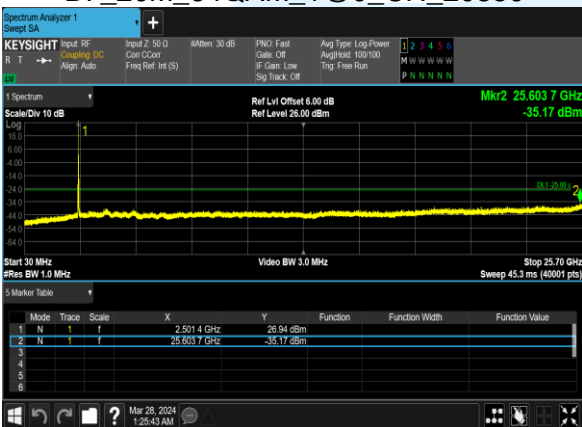 Spectrum Analyzer 1
Swept SA
KEYSIGHT Input: RF Input Z: 50 Ω #Atten: 30 dB PNO: Fast Avg Type: Log-Power 1 2 3 4 5 6
R T Coupling: DC Corr CCorr Gate: Off Avg|Hold: 100/100 M W W W W W
Align: Auto Freq Ref: Int (S) IF Gain: Low Trig: Free Run
Sig Track: Off P N N N N N
1 Spectrum Ref Lvl Offset 6.00 dB Mkr2 25.603 7 GHz
Scale/Div 10 dB Ref Level 26.00 dBm -35.17 dBm
Log
16.0
6.00
-4.00
-14.0
-24.0
-34.0
-44.0
-54.0
-64.0
1
DL1 -25.00
2
Start 30 MHz Video BW 3.0 MHz Stop 25.70 GHz
#Res BW 1.0 MHz Sweep 45.3 ms (40001 pts)
5 Marker Table
Mode Trace Scale X Y Function Function Width Function Value
1 N 1 f 2.501 4 GHz 26.94 dBm
2 N 1 f 25.603 7 GHz -35.17 dBm
3
4
5
6
Mar 28, 2024
1:25:43 AM